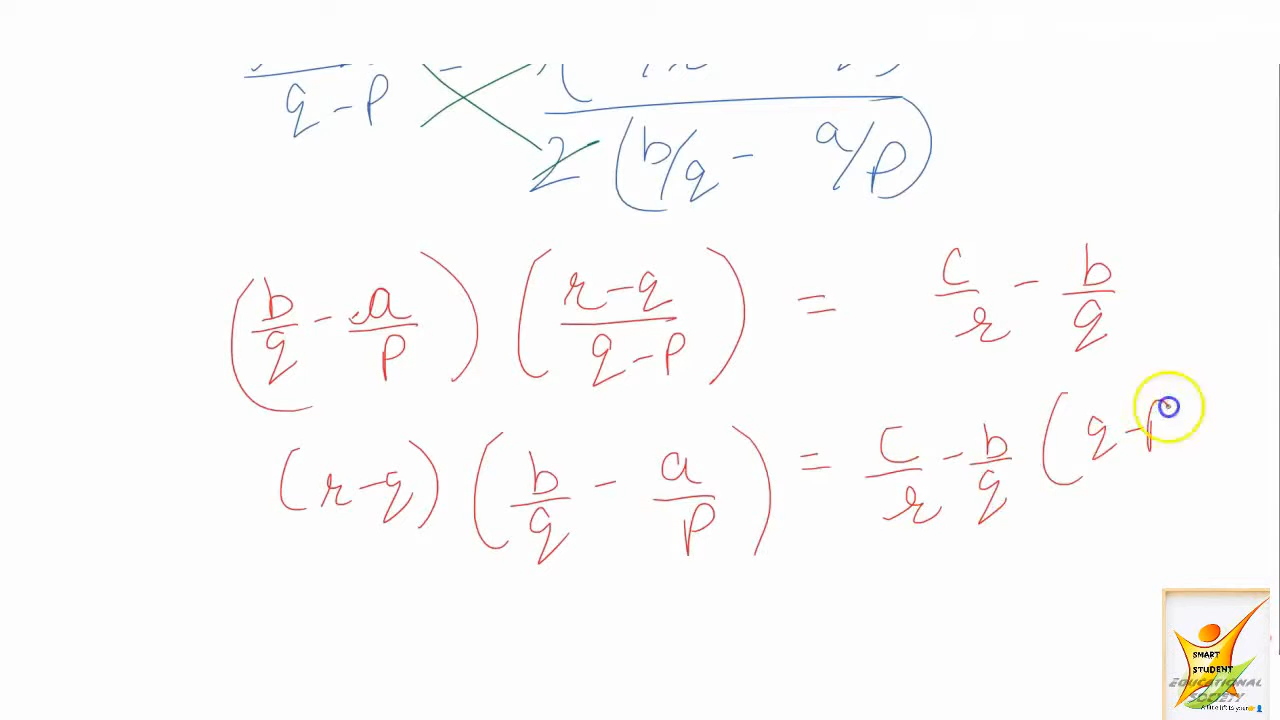 q - p = 2 (b/q - a/p)
(b/q - a/p) (r-q / q-p) = c/r - b/q
(r-q) (b/q - a/p) = c/r - b/q (q-p
SMART
STUDENT
EDUCATIONAL
SOCIETY